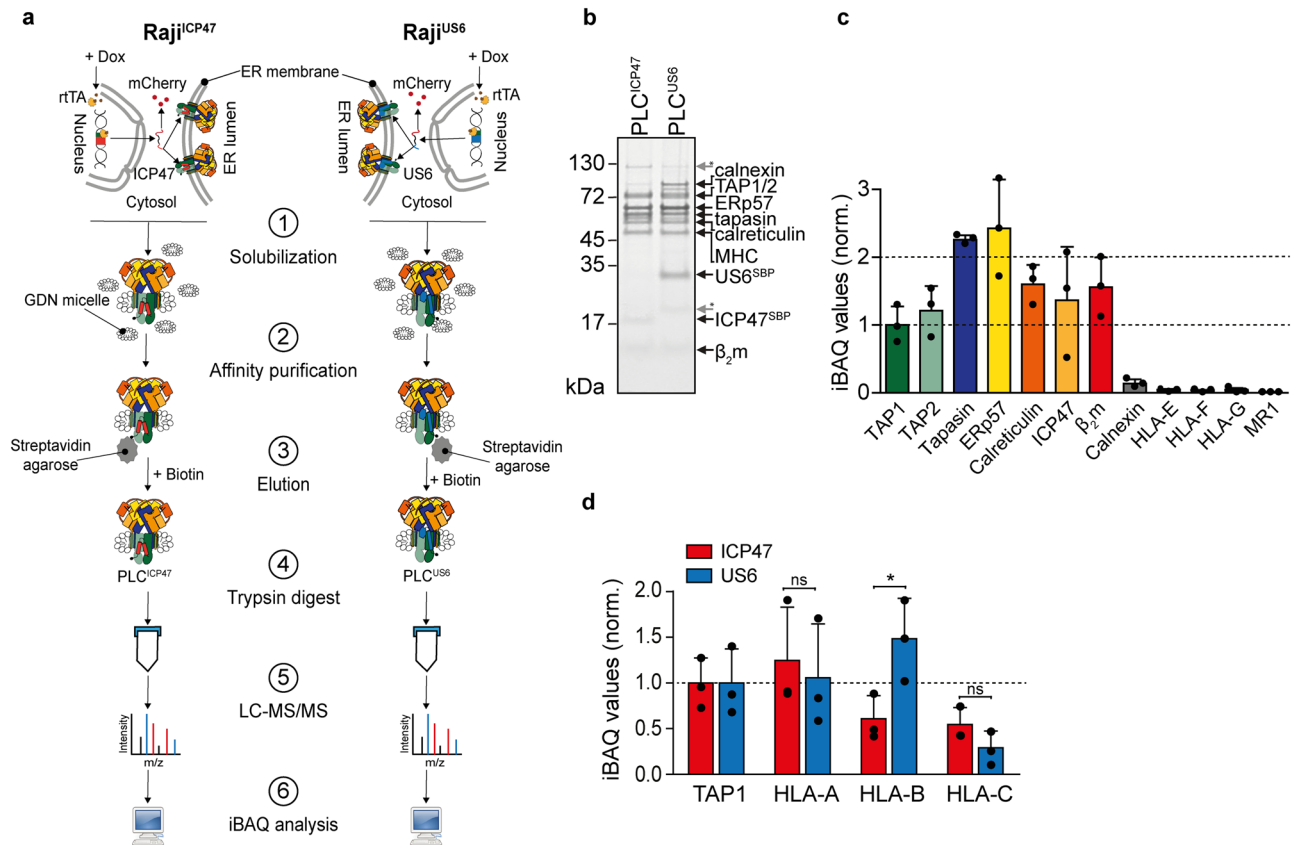 a
Raji^ICP47
Raji^US6
+ Dox
+ Dox
mCherry
ER membrane
mCherry
rtTA
rtTA
Nucleus
ER lumen
ER lumen
Nucleus
ICP47
US6
Cytosol
Cytosol
1
Solubilization
GDN micelle
2
Affinity purification
Streptavidin
agarose
3
Streptavidin
agarose
+ Biotin
Elution
+ Biotin
PLC^ICP47
4
PLC^US6
Trypsin digest
5
LC-MS/MS
Intensity
m/z
Intensity
m/z
6
iBAQ analysis
b
PLC^ICP47
PLC^US6
130
72
45
35
17
kDa
*
calnexin
TAP1/2
ERp57
tapasin
calreticulin
MHC
US6^SBP
*
ICP47^SBP
β₂m
c
iBAQ values (norm.)
3
2
1
0
TAP1
TAP2
Tapasin
ERp57
Calreticulin
ICP47
β₂m
Calnexin
HLA-E
HLA-F
HLA-G
MR1
d
ICP47
US6
iBAQ values (norm.)
2.0
1.5
1.0
0.5
0.0
ns
*
ns
TAP1
HLA-A
HLA-B
HLA-C